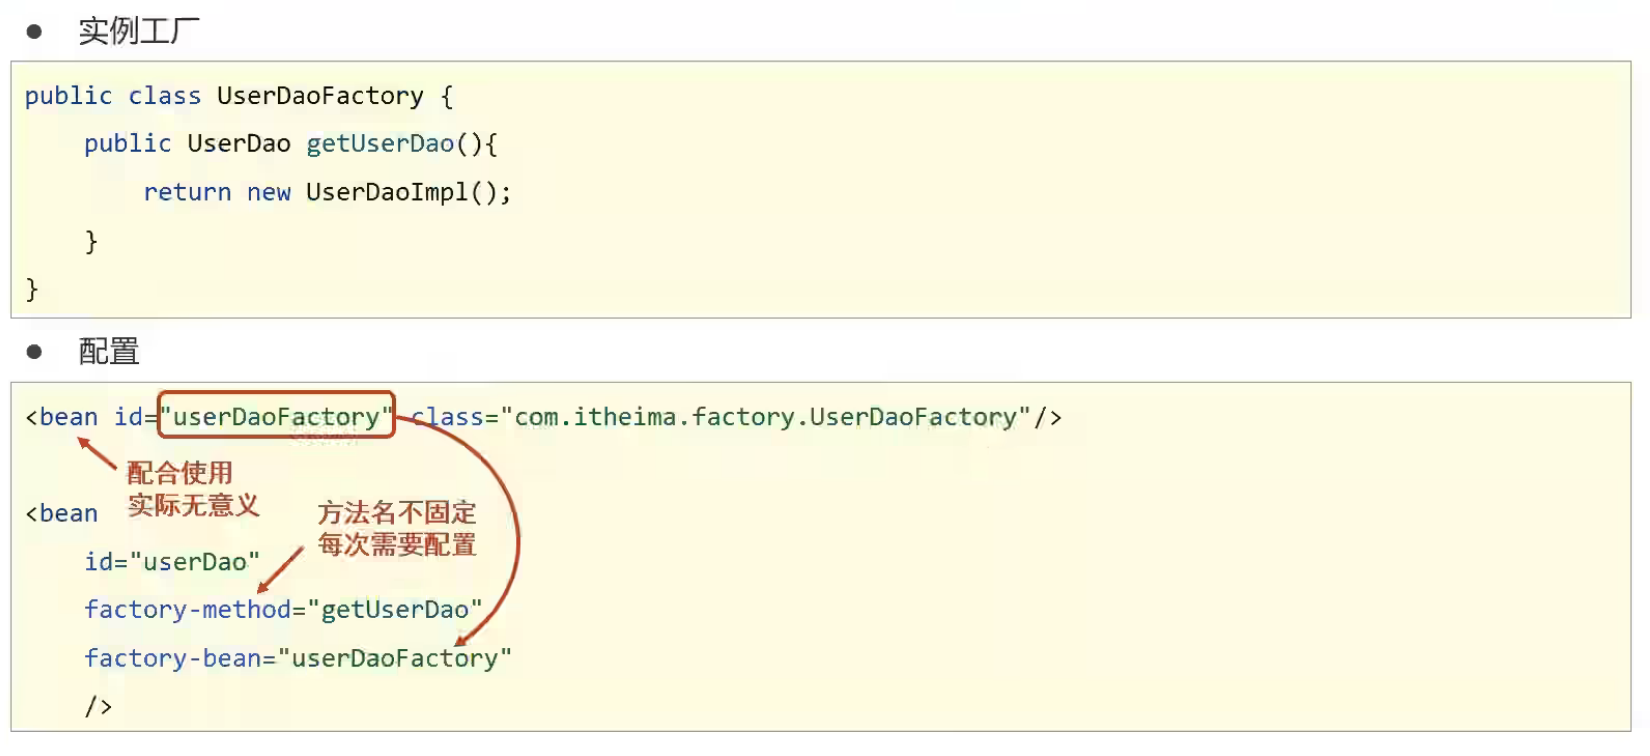 ● 实例工厂
public class UserDaoFactory {
    public UserDao getUserDao(){
        return new UserDaoImpl();
    }
}
● 配置
<bean id="userDaoFactory" class="com.itheima.factory.UserDaoFactory"/>
配合使用
实际无意义
方法名不固定
每次需要配置
<bean
    id="userDao"
    factory-method="getUserDao"
    factory-bean="userDaoFactory"
    />